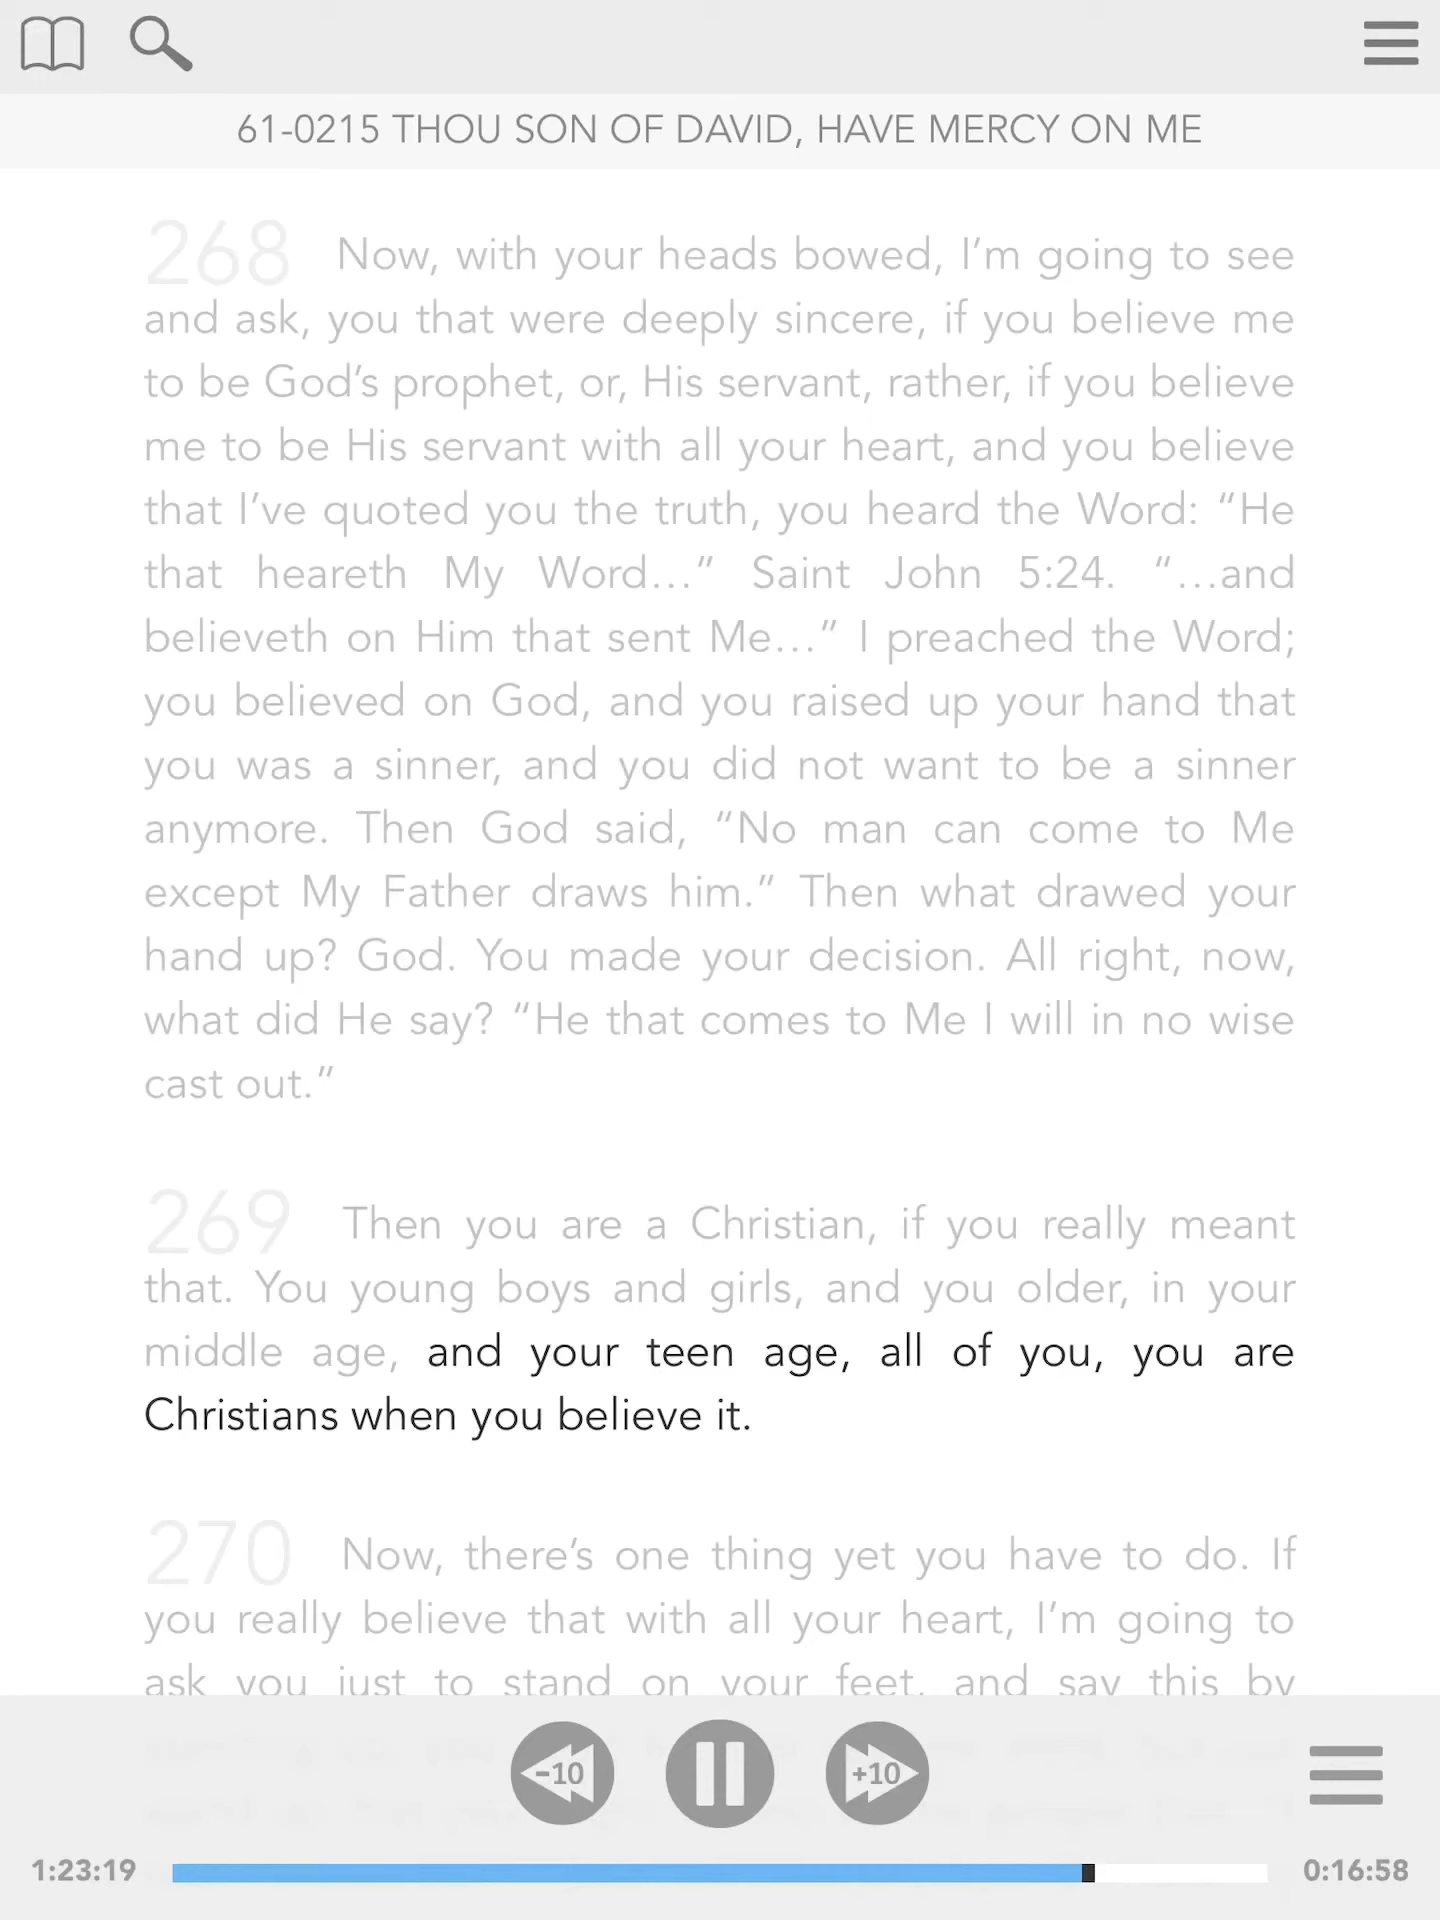 61-0215 THOU SON OF DAVID, HAVE MERCY ON ME
268 Now, with your heads bowed, I’m going to see
and ask, you that were deeply sincere, if you believe me
to be God’s prophet, or, His servant, rather, if you believe
me to be His servant with all your heart, and you believe
that I’ve quoted you the truth, you heard the Word: “He
that heareth My Word…” Saint John 5:24. “…and
believeth on Him that sent Me…” I preached the Word;
you believed on God, and you raised up your hand that
you was a sinner, and you did not want to be a sinner
anymore. Then God said, “No man can come to Me
except My Father draws him.” Then what drawed your
hand up? God. You made your decision. All right, now,
what did He say? “He that comes to Me I will in no wise
cast out.”
269 Then you are a Christian, if you really meant
that. You young boys and girls, and you older, in your
middle age, and your teen age, all of you, you are
Christians when you believe it.
270 Now, there’s one thing yet you have to do. If
you really believe that with all your heart, I’m going to
ask you just to stand on your feet, and say this by
-10 +10
1:23:19 0:16:58